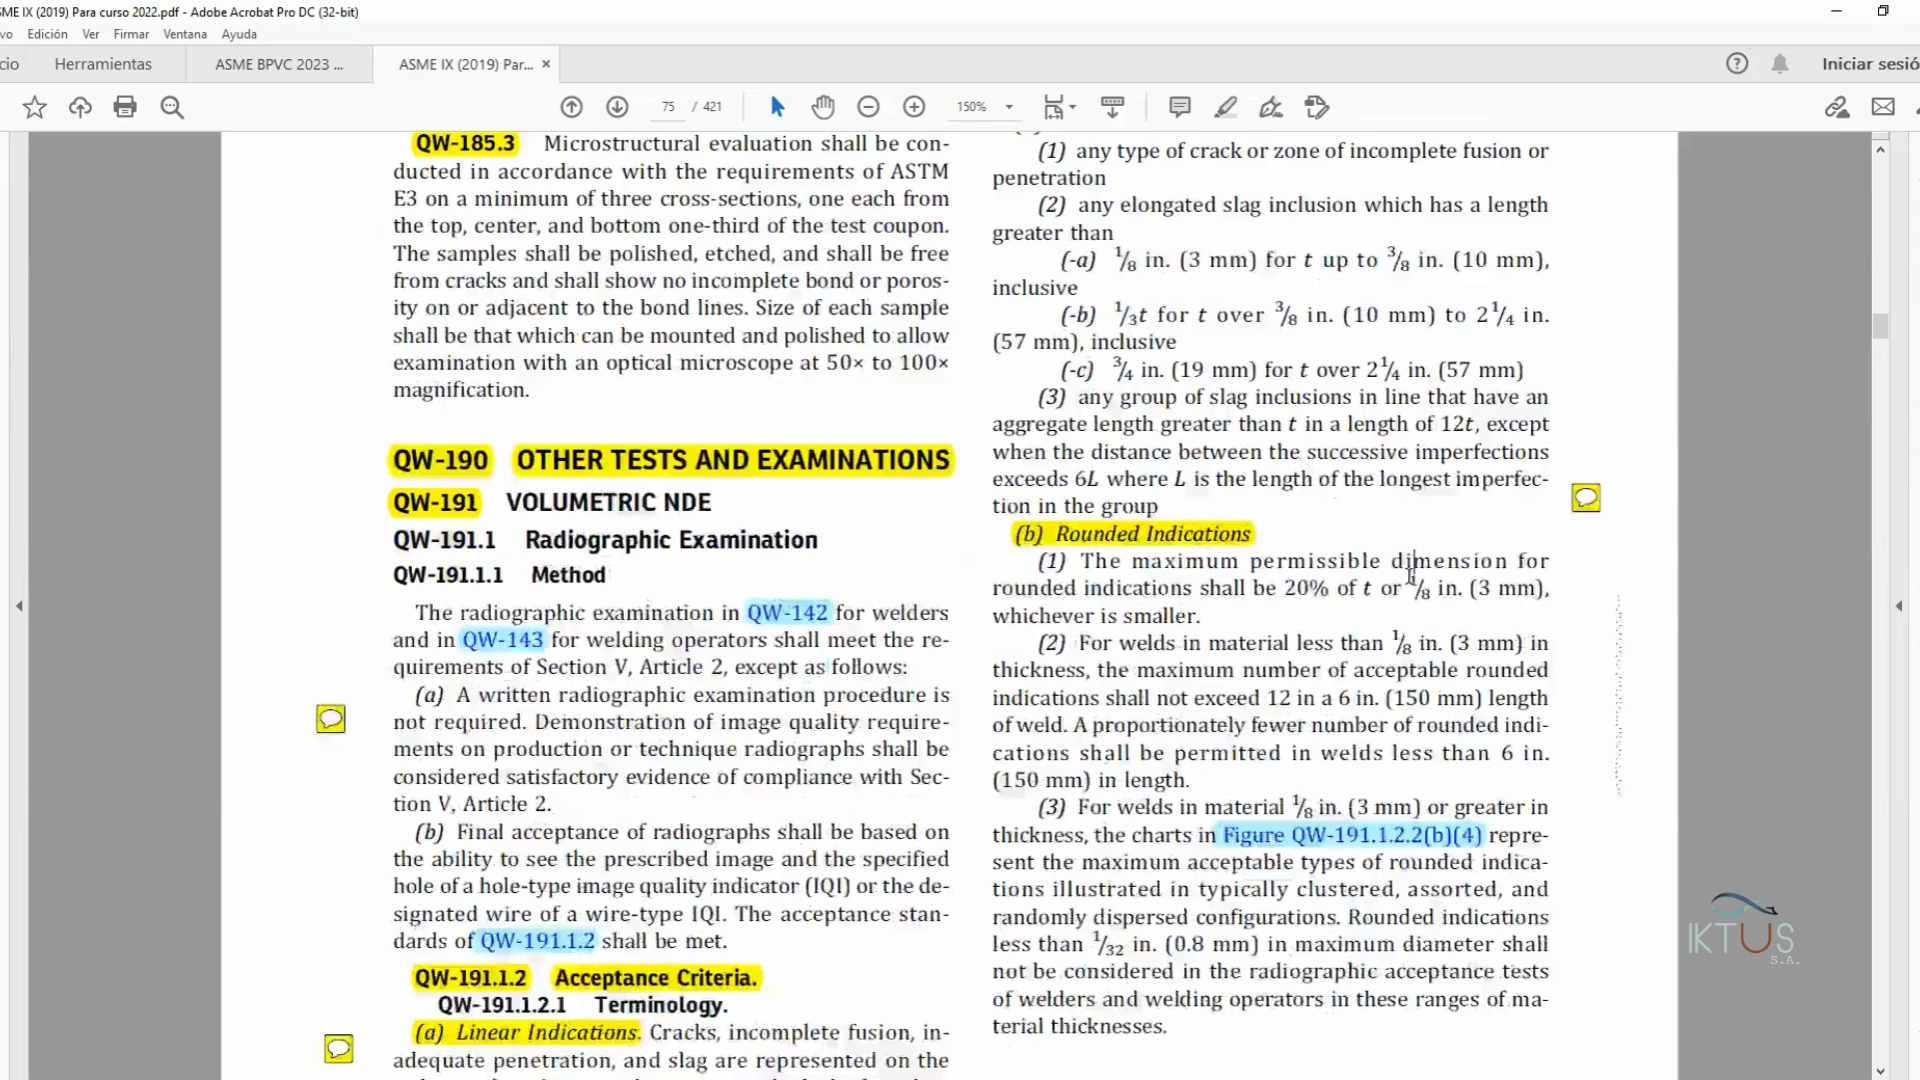 SME IX (2019) Para curso 2022.pdf - Adobe Acrobat Pro DC (32-bit)
vo Edición Ver Firmar Ventana Ayuda
cio Herramientas ASME BPVC 2023 ... ASME IX (2019) Par... × Iniciar sesió
75 / 421 150%
QW-185.3 Microstructural evaluation shall be con-
ducted in accordance with the requirements of ASTM
E3 on a minimum of three cross-sections, one each from
the top, center, and bottom one-third of the test coupon.
The samples shall be polished, etched, and shall be free
from cracks and shall show no incomplete bond or poros-
ity on or adjacent to the bond lines. Size of each sample
shall be that which can be mounted and polished to allow
examination with an optical microscope at 50× to 100×
magnification.
QW-190 OTHER TESTS AND EXAMINATIONS
QW-191 VOLUMETRIC NDE
QW-191.1 Radiographic Examination
QW-191.1.1 Method
The radiographic examination in QW-142 for welders
and in QW-143 for welding operators shall meet the re-
quirements of Section V, Article 2, except as follows:
(a) A written radiographic examination procedure is
not required. Demonstration of image quality require-
ments on production or technique radiographs shall be
considered satisfactory evidence of compliance with Sec-
tion V, Article 2.
(b) Final acceptance of radiographs shall be based on
the ability to see the prescribed image and the specified
hole of a hole-type image quality indicator (IQI) or the de-
signated wire of a wire-type IQI. The acceptance stan-
dards of QW-191.1.2 shall be met.
QW-191.1.2 Acceptance Criteria.
QW-191.1.2.1 Terminology.
(a) Linear Indications. Cracks, incomplete fusion, in-
adequate penetration, and slag are represented on the
(1) any type of crack or zone of incomplete fusion or
penetration
(2) any elongated slag inclusion which has a length
greater than
(-a) 1/8 in. (3 mm) for t up to 3/8 in. (10 mm),
inclusive
(-b) 1/3t for t over 3/8 in. (10 mm) to 2 1/4 in.
(57 mm), inclusive
(-c) 3/4 in. (19 mm) for t over 2 1/4 in. (57 mm)
(3) any group of slag inclusions in line that have an
aggregate length greater than t in a length of 12t, except
when the distance between the successive imperfections
exceeds 6L where L is the length of the longest imperfec-
tion in the group
(b) Rounded Indications
(1) The maximum permissible dimension for
rounded indications shall be 20% of t or 1/8 in. (3 mm),
whichever is smaller.
(2) For welds in material less than 1/8 in. (3 mm) in
thickness, the maximum number of acceptable rounded
indications shall not exceed 12 in a 6 in. (150 mm) length
of weld. A proportionately fewer number of rounded indi-
cations shall be permitted in welds less than 6 in.
(150 mm) in length.
(3) For welds in material 1/8 in. (3 mm) or greater in
thickness, the charts in Figure QW-191.1.2.2(b)(4) repre-
sent the maximum acceptable types of rounded indica-
tions illustrated in typically clustered, assorted, and
randomly dispersed configurations. Rounded indications
less than 1/32 in. (0.8 mm) in maximum diameter shall
not be considered in the radiographic acceptance tests
of welders and welding operators in these ranges of ma-
terial thicknesses.
IKTUS
S.A.